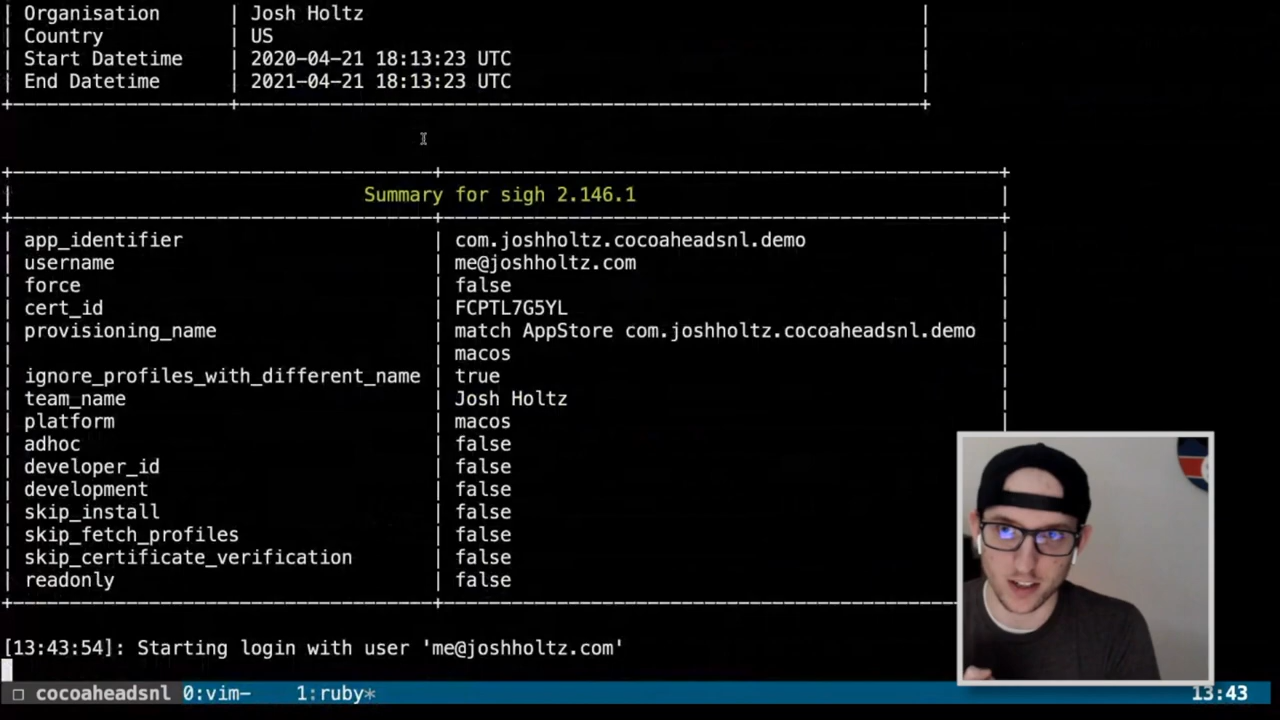 | Organisation | Josh Holtz |
| Country | US |
| Start Datetime | 2020-04-21 18:13:23 UTC |
| End Datetime | 2021-04-21 18:13:23 UTC |
| Summary for sigh 2.146.1 |
| app_identifier | com.joshholtz.cocoaheadsnl.demo |
| username | me@joshholtz.com |
| force | false |
| cert_id | FCPTL7G5YL |
| provisioning_name | match AppStore com.joshholtz.cocoaheadsnl.demo |
| | macos |
| ignore_profiles_with_different_name | true |
| team_name | Josh Holtz |
| platform | macos |
| adhoc | false |
| developer_id | false |
| development | false |
| skip_install | false |
| skip_fetch_profiles | false |
| skip_certificate_verification | false |
| readonly | false |
[13:43:54]: Starting login with user 'me@joshholtz.com'
□ cocoaheadsnl 0:vim- 1:ruby* 13:43